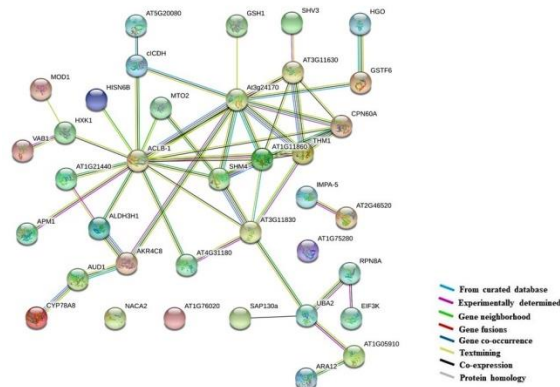 AT5G20080
GSH1
SHV3
HGO
cICDH
AT3G11630
MOD1
HISN6B
MTO2
At3g24170
GSTF6
HXK1
CPN60A
VAB1
ACLB-1
AT1G11860
THM1
AT1G21440
SHM4
IMPA-5
AT2G46520
APM1
ALDH3H1
AT3G11830
AKR4C8
AT4G31180
AT1G75280
RPN8A
AUD1
CYP78A8
NACA2
AT1G76020
SAP130a
UBA2
EIF3K
AT1G05910
ARA12
From curated database
Experimentally determined
Gene neighborhood
Gene fusions
Gene co-occurrence
Textmining
Co-expression
Protein homology